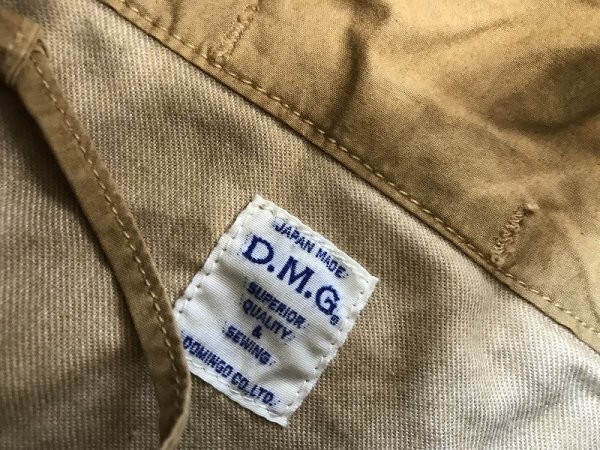 JAPAN MADE
D.M.G®
SUPERIOR
QUALITY
&
SEWING
DOMINGO CO.LTD.